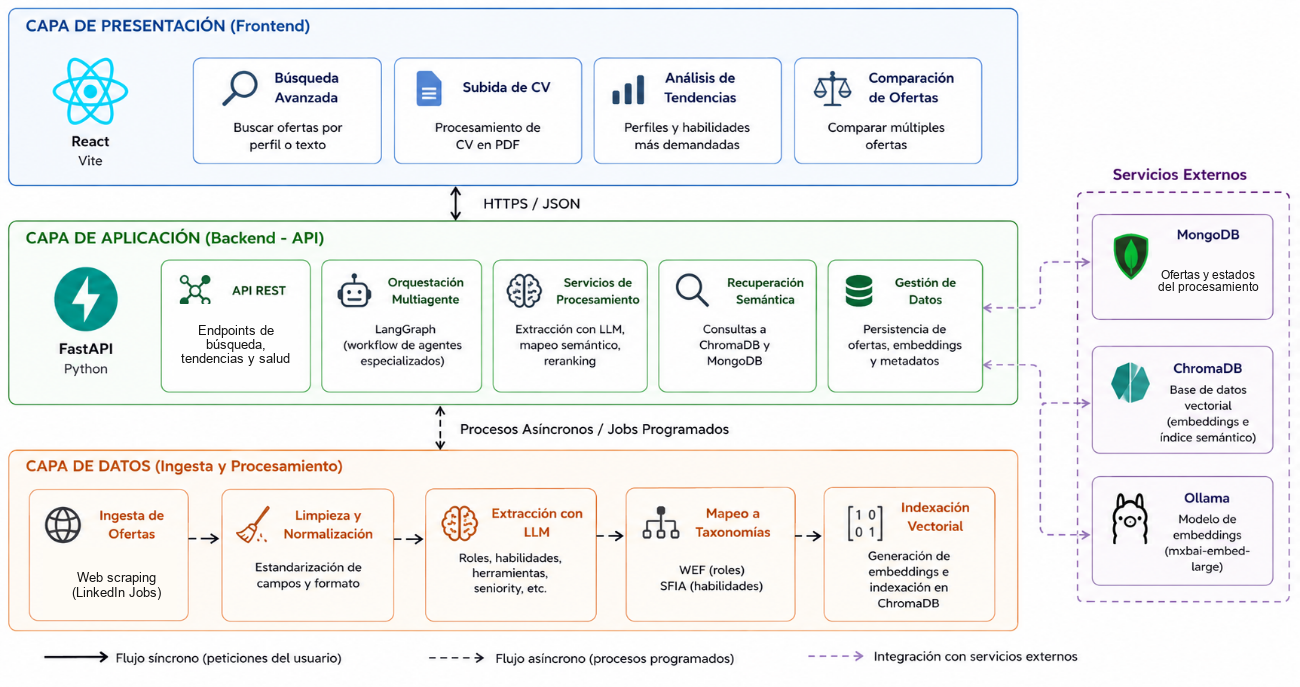 CAPA DE PRESENTACIÓN (Frontend)
React
Vite
Búsqueda
Avanzada
Buscar ofertas por
perfil o texto
Subida de CV
Procesamiento de
CV en PDF
Análisis de
Tendencias
Perfiles y habilidades
más demandadas
Comparación
de Ofertas
Comparar múltiples
ofertas
HTTPS / JSON
CAPA DE APLICACIÓN (Backend - API)
FastAPI
Python
API REST
Endpoints de
búsqueda,
tendencias y salud
Orquestación
Multiagente
LangGraph
(workflow de agentes
especializados)
Servicios de
Procesamiento
Extracción con LLM,
mapeo semántico,
reranking
Recuperación
Semántica
Consultas a
ChromaDB y
MongoDB
Gestión de
Datos
Persistencia de
ofertas, embeddings
y metadatos
Procesos Asíncronos / Jobs Programados
CAPA DE DATOS (Ingesta y Procesamiento)
Ingesta de
Ofertas
Web scraping
(LinkedIn Jobs)
Limpieza y
Normalización
Estandarización de
campos y formato
Extracción con
LLM
Roles, habilidades,
herramientas,
seniority, etc.
Mapeo a
Taxonomías
WEF (roles)
SFIA (habilidades)
1 0
0 1
Indexación
Vectorial
Generación de
embeddings e
indexación en
ChromaDB
Servicios Externos
MongoDB
Ofertas y estados
del procesamiento
ChromaDB
Base de datos
vectorial
(embeddings e
índice semántico)
Ollama
Modelo de
embeddings
(mxbai-embed-
large)
Flujo síncrono (peticiones del usuario)
Flujo asíncrono (procesos programados)
Integración con servicios externos